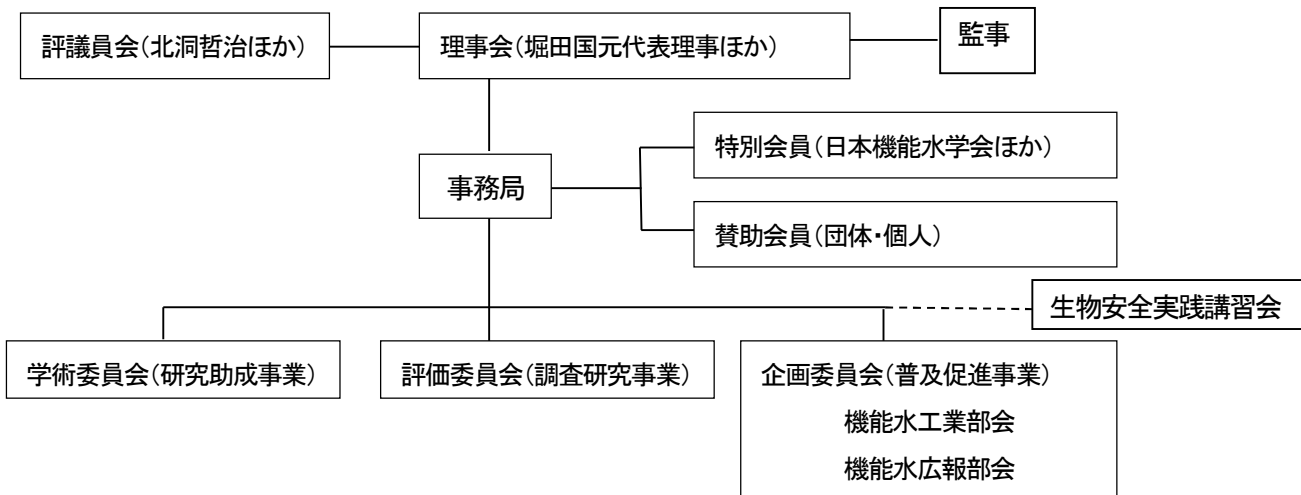 評議員会（北洞哲治ほか）
理事会（堀田国元代表理事ほか）
監事
特別会員（日本機能水学会ほか）
事務局
賛助会員（団体・個人）
生物安全実践講習会
学術委員会（研究助成事業）
評価委員会（調査研究事業）
企画委員会（普及促進事業）
機能水工業部会
機能水広報部会